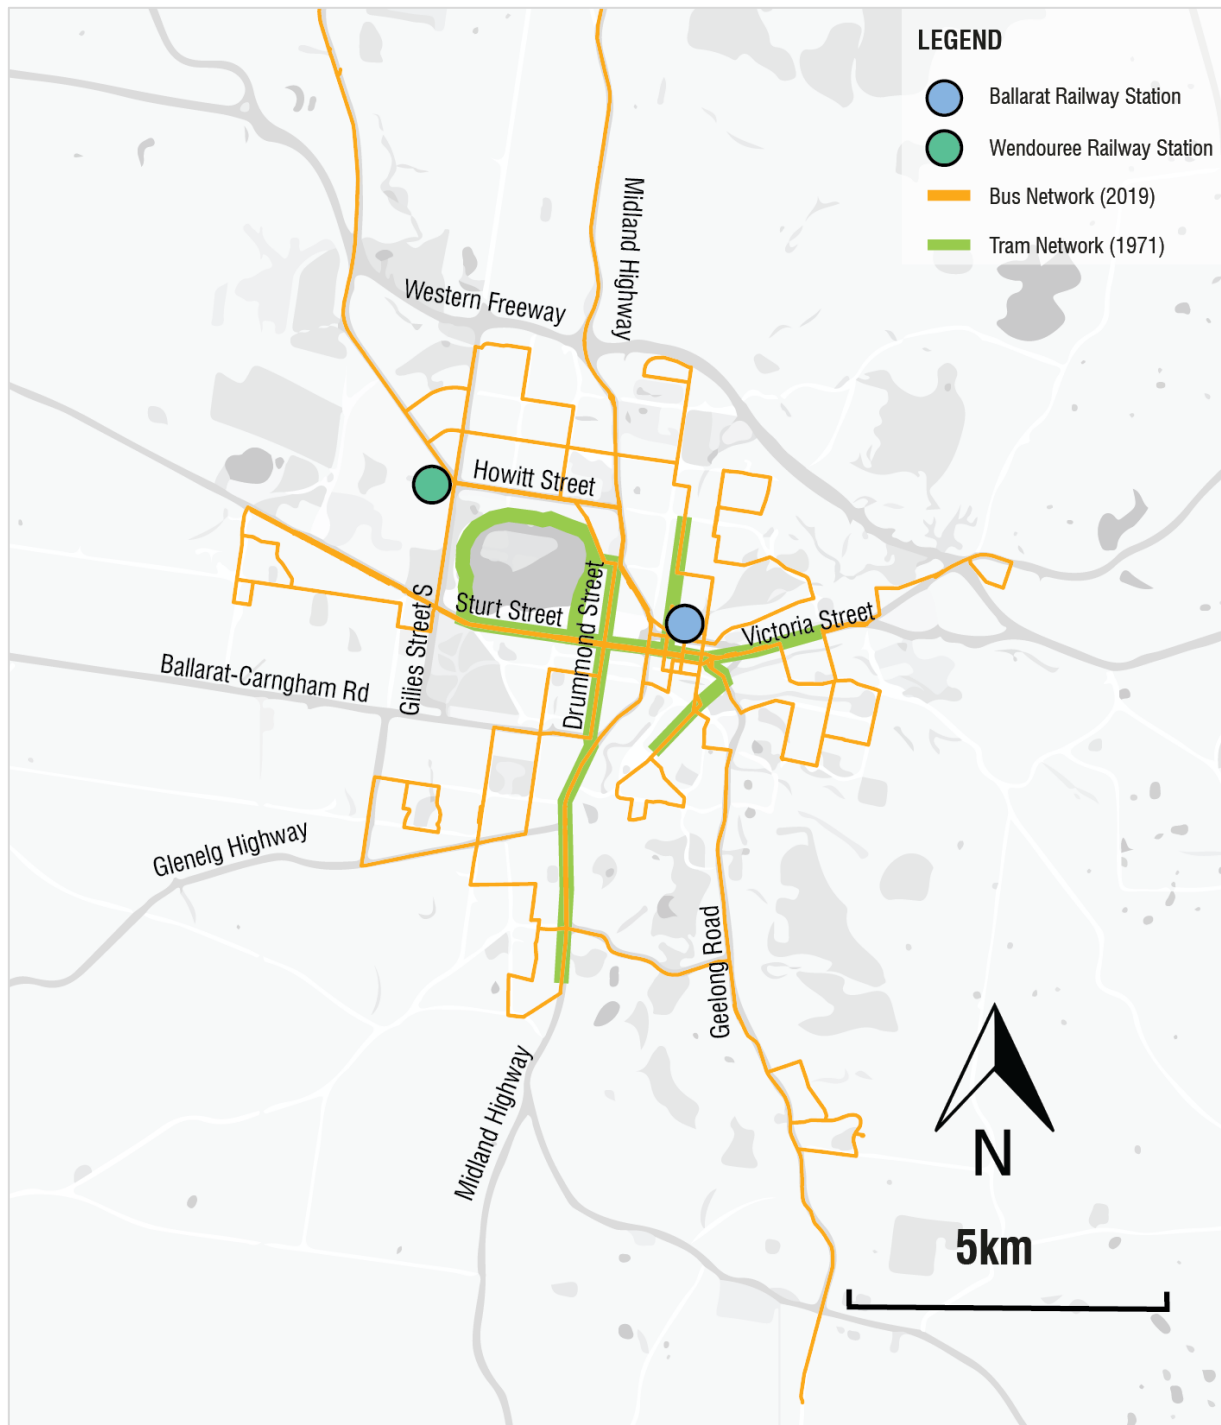 LEGEND
Ballarat Railway Station
Wendouree Railway Station
Bus Network (2019)
Tram Network (1971)
Midland Highway
Western Freeway
Howitt Street
Sturt Street
Drummond Street
Victoria Street
Gilles Street S
Ballarat-Carngham Rd
Glenelg Highway
Geelong Road
Midland Highway
N
5km